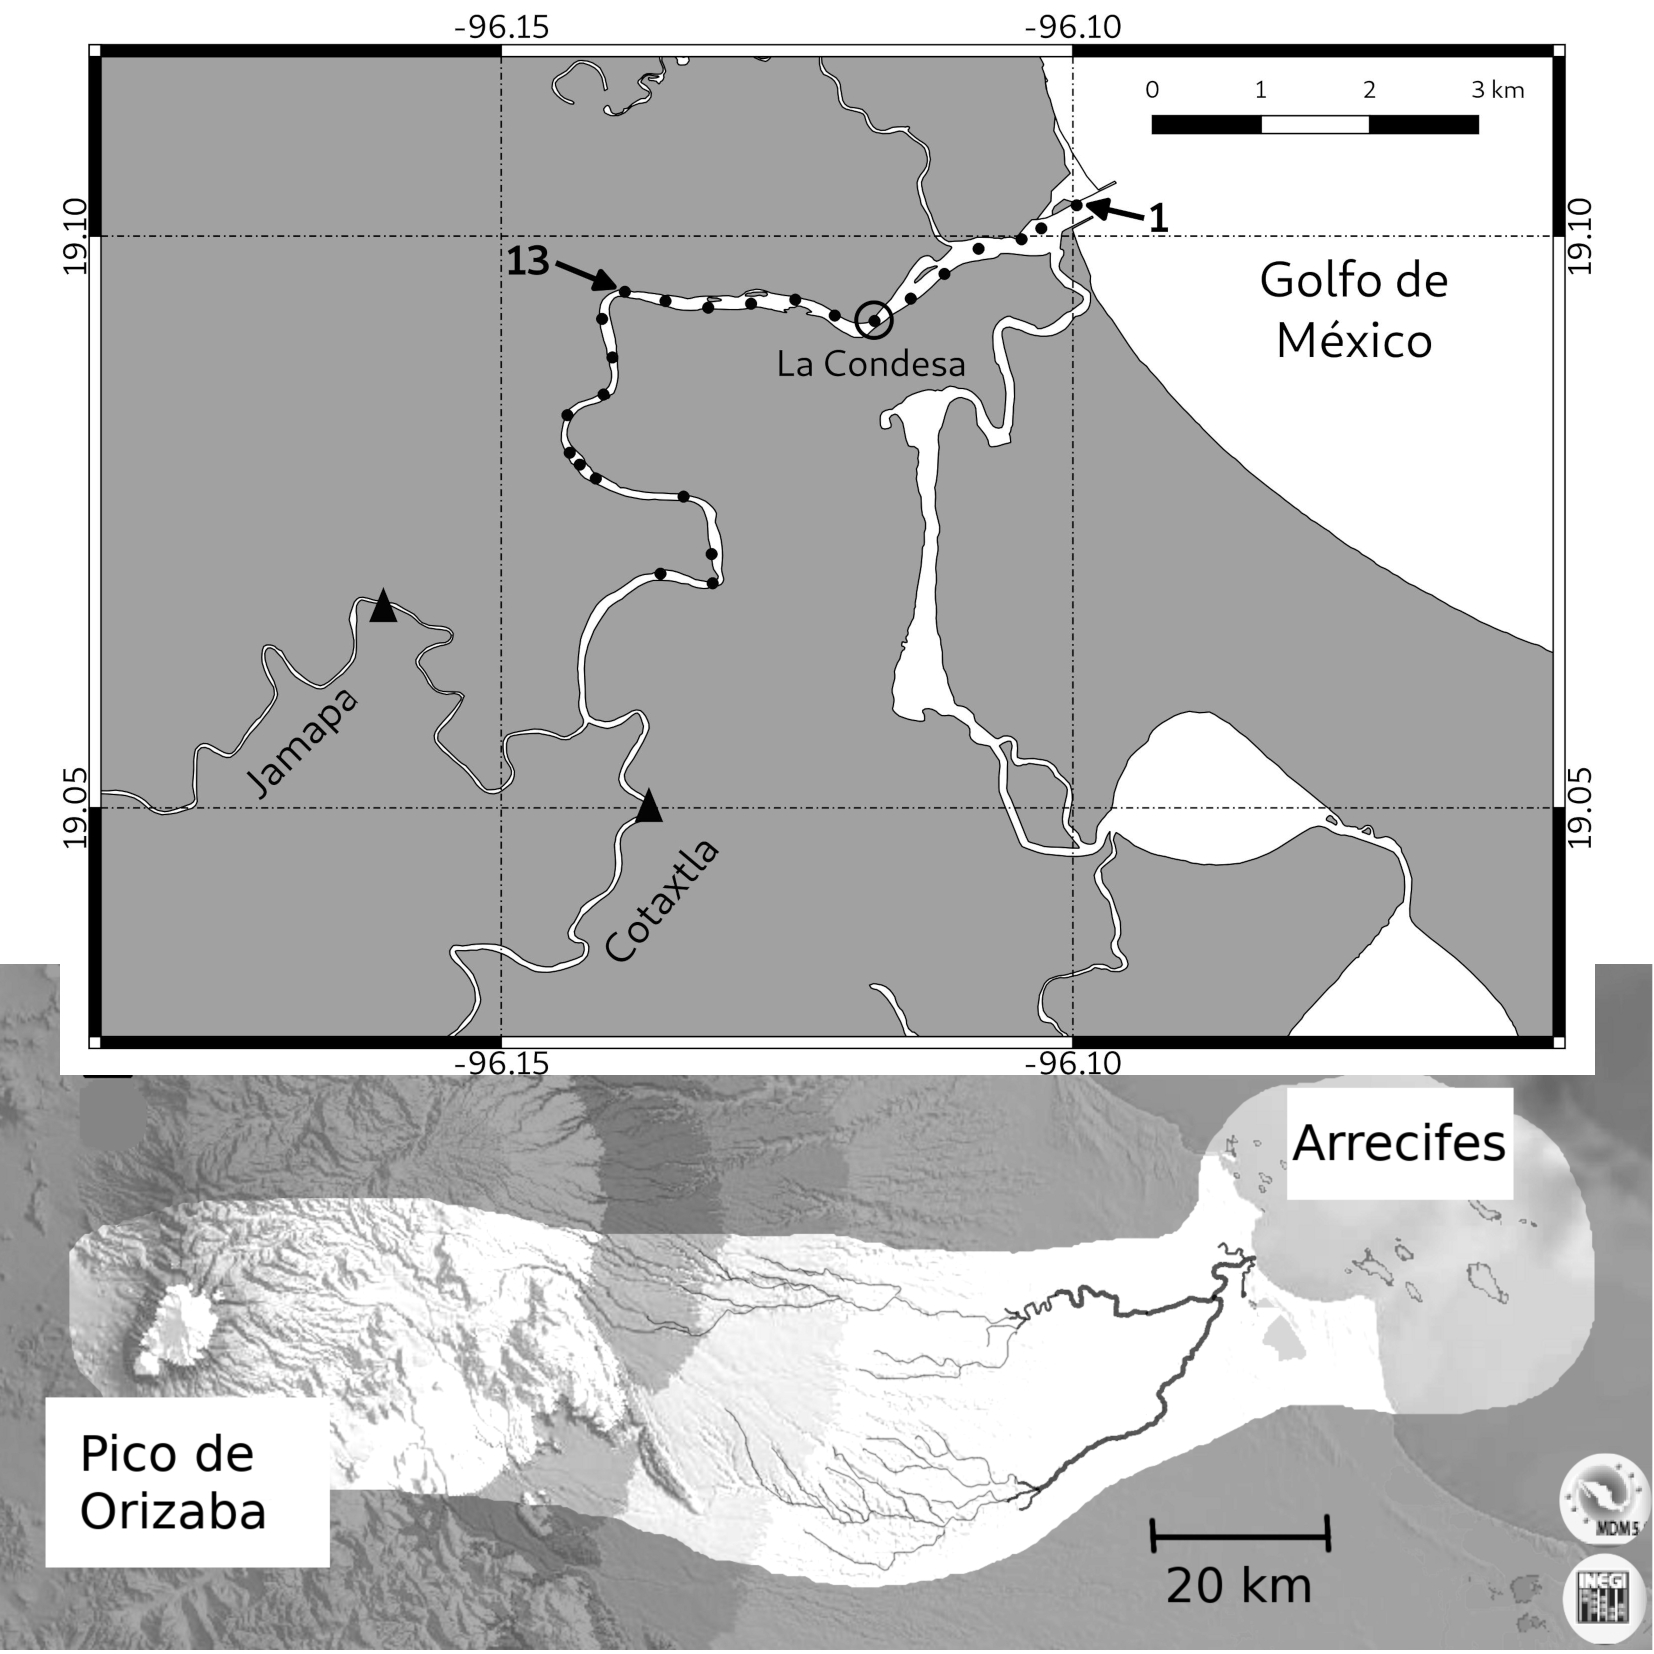 -96.15 -96.10
0 1 2 3 km
19.10 19.10
1
13
Golfo de
México
La Condesa
Jamapa
19.05 19.05
Cotaxtla
-96.15 -96.10
Arrecifes
Pico de
Orizaba
MDM5
20 km
INEGI